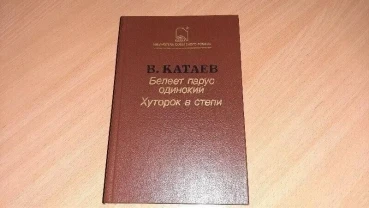 В. КАТАЕВ
Белеет парус
одинокий
Хуторок в степи